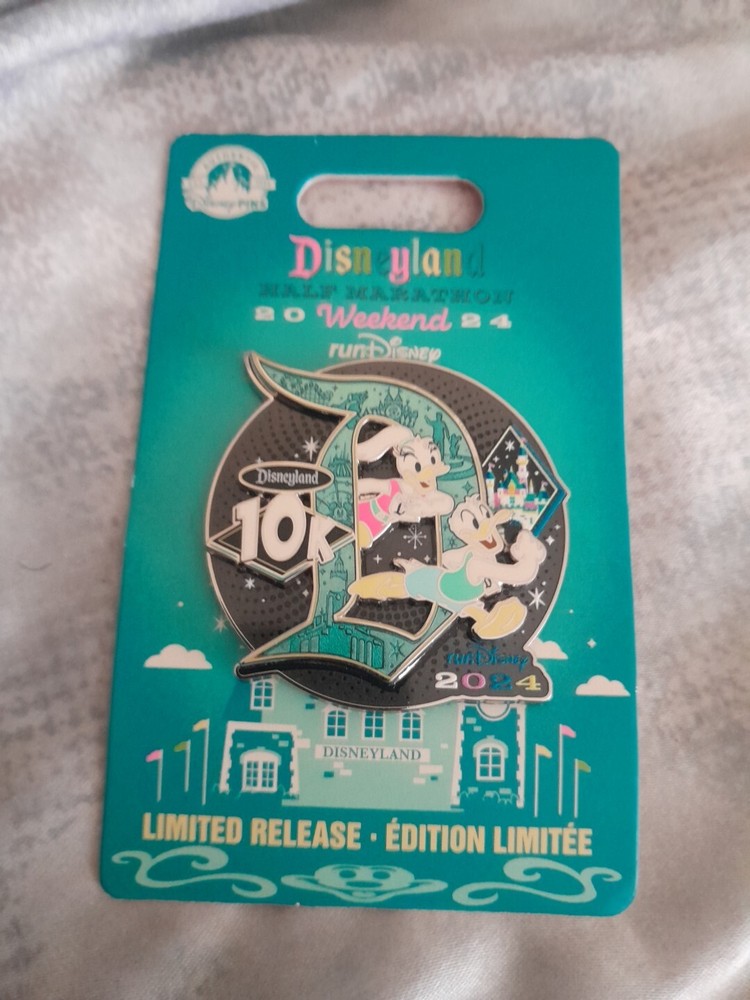 Disney PINS
Disneyland
HALF MARATHON
20 Weekend 24
runDisney
Disneyland
10K
runDisney
2024
DISNEYLAND
LIMITED RELEASE · ÉDITION LIMITÉE